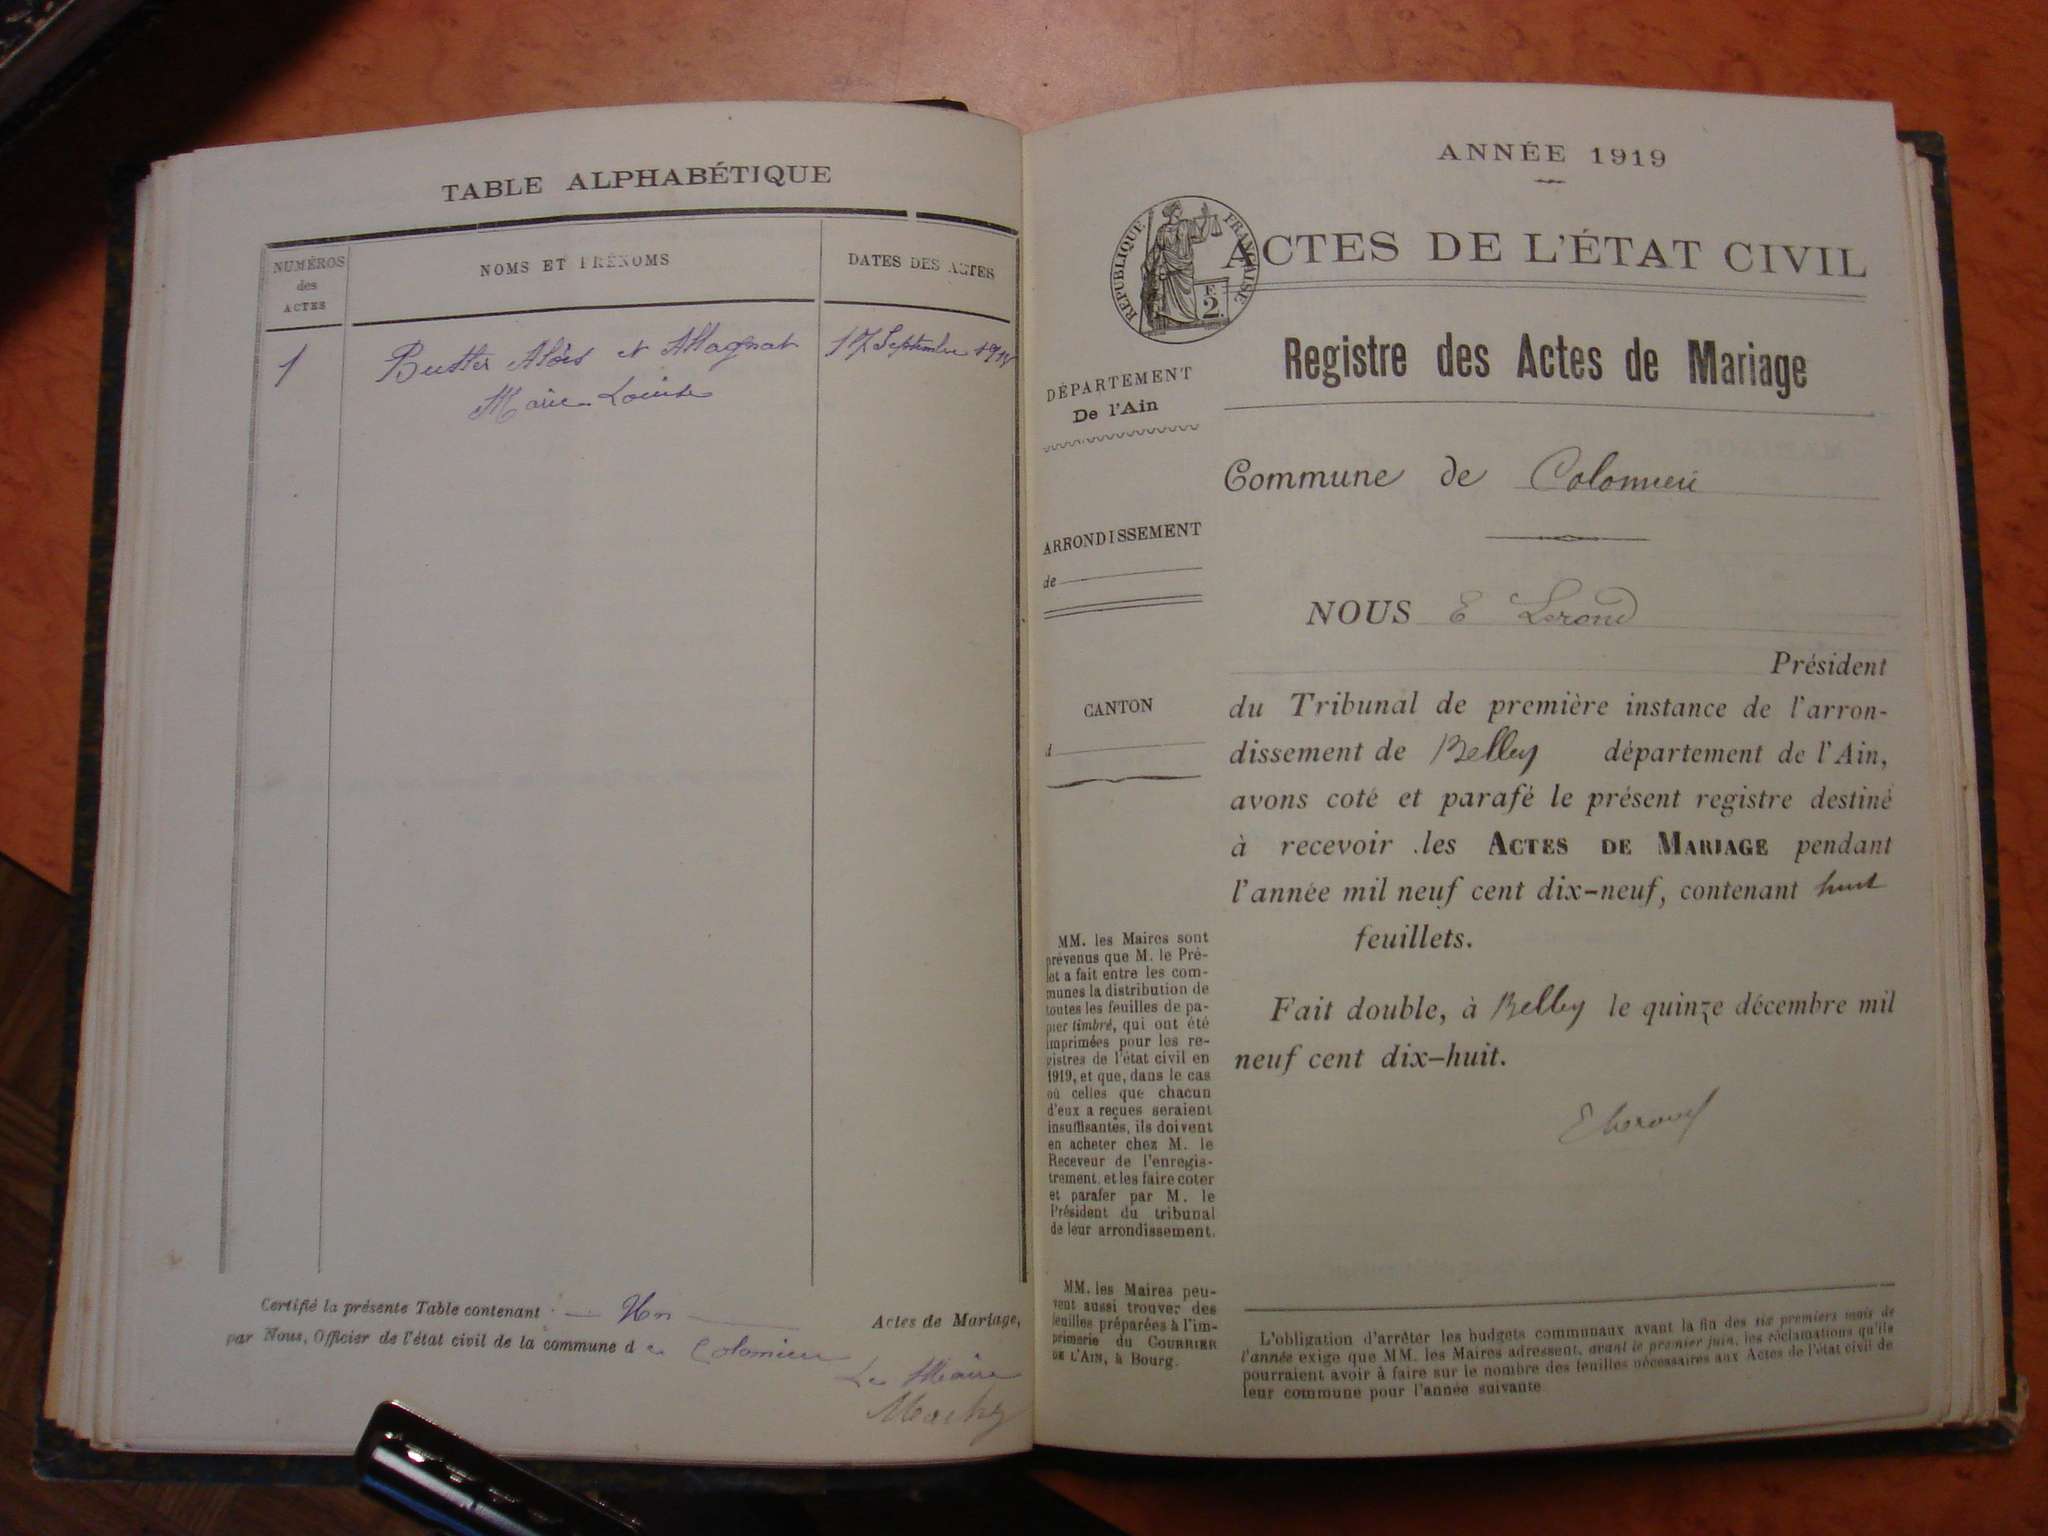 TABLE ALPHABÉTIQUE
NUMÉROS
des
ACTES
NOMS ET PRÉNOMS
DATES DES ACTES
1
Butter Aloïs et Magnat
17 Septembre
Marie Louise
Certifié la présente Table contenant Un Actes de Mariage,
par Nous, Officier de l'état civil de la commune de Colomieu
Le Maire
ANNÉE 1919
RÉPUBLIQUE FRANÇAISE
2 F.
ACTES DE L'ÉTAT CIVIL
Registre des Actes de Mariage
DÉPARTEMENT
De l'Ain
ARRONDISSEMENT
de
CANTON
d
MM. les Maires sont
prévenus que M. le Pré-
fet a fait entre les com-
munes la distribution de
toutes les feuilles de pa-
pier timbré, qui ont été
imprimées pour les re-
gistres de l'état civil en
1919, et que, dans le cas
où celles que chacun
d'eux a reçues seraient
insuffisantes, ils doivent
en acheter chez M. le
Receveur de l'enregis-
trement, et les faire coter
et parafer par M. le
Président du tribunal
de leur arrondissement.
MM. les Maires peu-
vent aussi trouver des
feuilles préparées à l'im-
primerie du COURRIER
DE L'AIN, à Bourg.
Commune de Colomieu
NOUS E Lerond
Président
du Tribunal de première instance de l'arron-
dissement de Belley département de l'Ain,
avons coté et parafé le présent registre destiné
à recevoir les ACTES DE MARIAGE pendant
l'année mil neuf cent dix-neuf, contenant huit
feuillets.
Fait double, à Belley le quinze décembre mil
neuf cent dix-huit.
E Lerond
L'obligation d'arrêter les budgets communaux avant la fin des six premiers mois de
l'année exige que MM. les Maires adressent, avant le premier juin, les réclamations qu'ils
pourraient avoir à faire sur le nombre des feuilles nécessaires aux Actes de l'état civil de
leur commune pour l'année suivante.